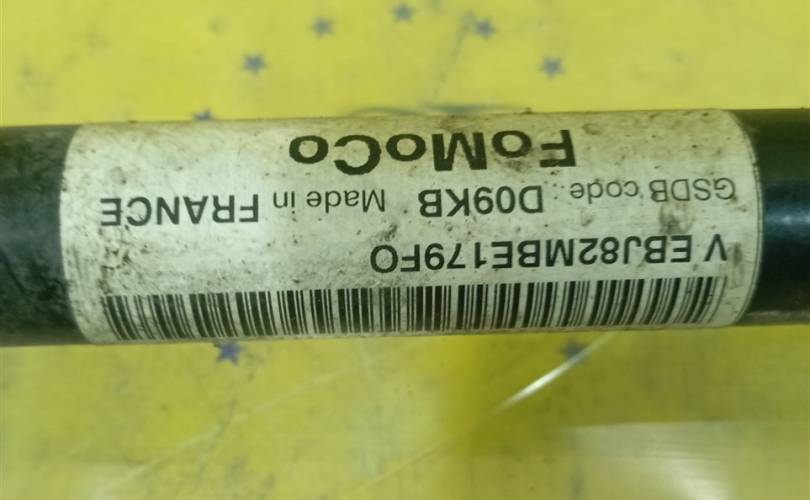 V EBJ82MBE179FO
GSDB code : D09KB Made in FRANCE
FoMoCo